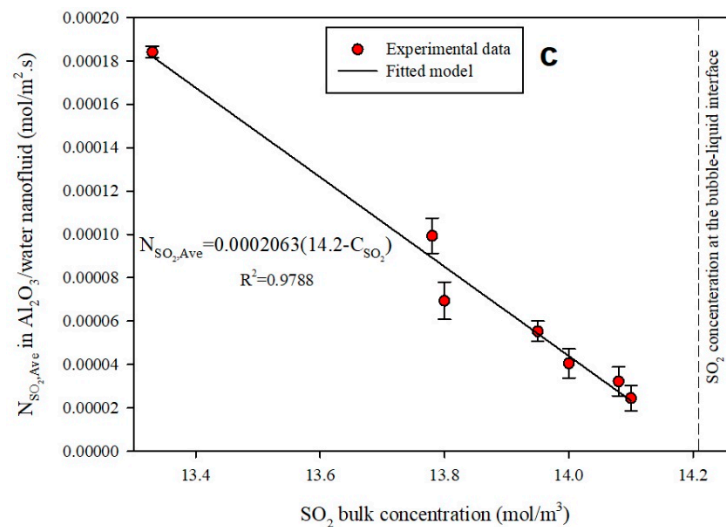 0.00020
0.00018
0.00016
0.00014
0.00012
0.00010
0.00008
0.00006
0.00004
0.00002
0.00000
N_SO₂,Ave in Al₂O₃/water nanofluid (mol/m².s)
Experimental data
Fitted model
C
N_SO₂,Ave=0.0002063(14.2-C_SO₂)
R²=0.9788
SO₂ concenteration at the bubble-liquid interface
13.4 13.6 13.8 14.0 14.2
SO₂ bulk concentration (mol/m³)